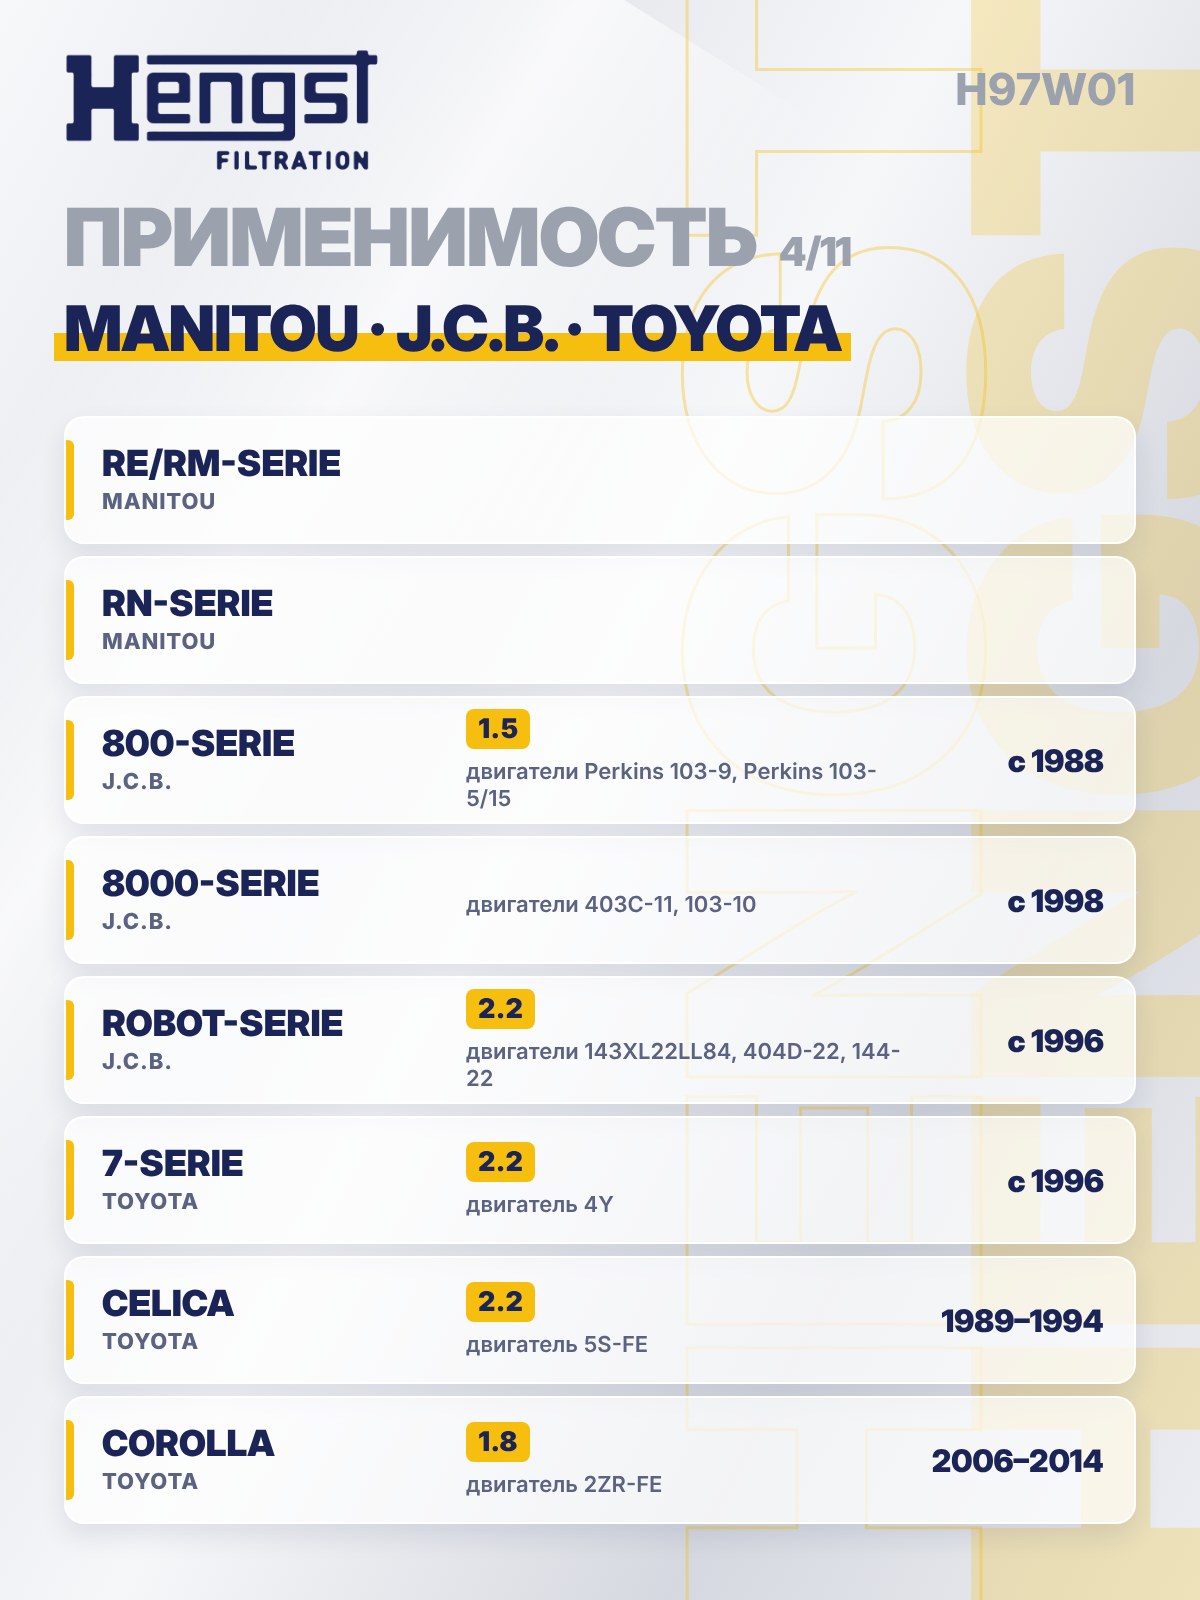 Hengst
FILTRATION
H97W01
ПРИМЕНИМОСТЬ 4/11
MANITOU · J.C.B. · TOYOTA
RE/RM-SERIE
MANITOU
RN-SERIE
MANITOU
800-SERIE
J.C.B.
1.5
двигатели Perkins 103-9, Perkins 103-
5/15
с 1988
8000-SERIE
J.C.B.
двигатели 403C-11, 103-10
с 1998
ROBOT-SERIE
J.C.B.
2.2
двигатели 143XL22LL84, 404D-22, 144-
22
с 1996
7-SERIE
TOYOTA
2.2
двигатель 4Y
с 1996
CELICA
TOYOTA
2.2
двигатель 5S-FE
1989–1994
COROLLA
TOYOTA
1.8
двигатель 2ZR-FE
2006–2014
HENGST
HENGST